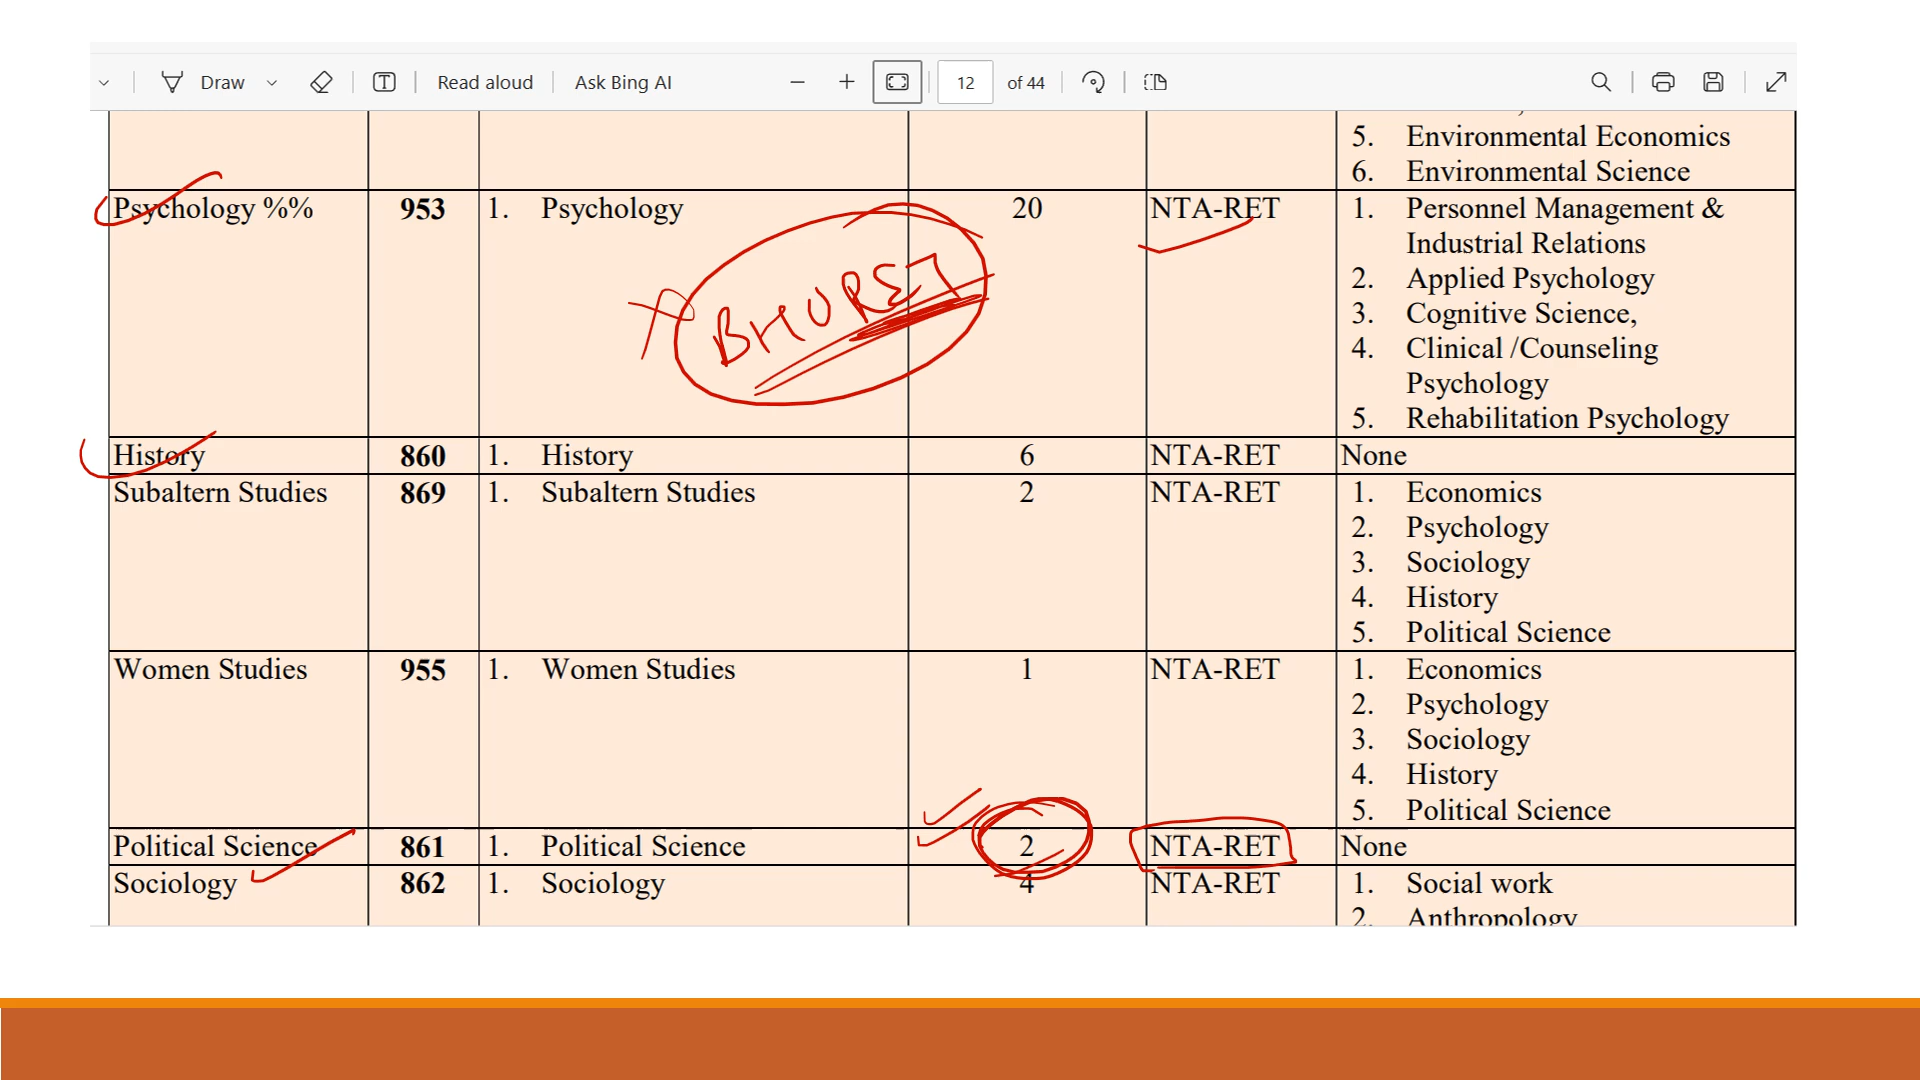 Draw Read aloud Ask Bing AI 12 of 44
5. Environmental Economics
6. Environmental Science
Psychology %% 953 1. Psychology 20 NTA-RET 1. Personnel Management &
Industrial Relations
2. Applied Psychology
3. Cognitive Science,
4. Clinical /Counseling
Psychology
5. Rehabilitation Psychology
BHURET
History 860 1. History 6 NTA-RET None
Subaltern Studies 869 1. Subaltern Studies 2 NTA-RET 1. Economics
2. Psychology
3. Sociology
4. History
5. Political Science
Women Studies 955 1. Women Studies 1 NTA-RET 1. Economics
2. Psychology
3. Sociology
4. History
5. Political Science
Political Science 861 1. Political Science 2 NTA-RET None
Sociology 862 1. Sociology 4 NTA-RET 1. Social work
2. Anthropology